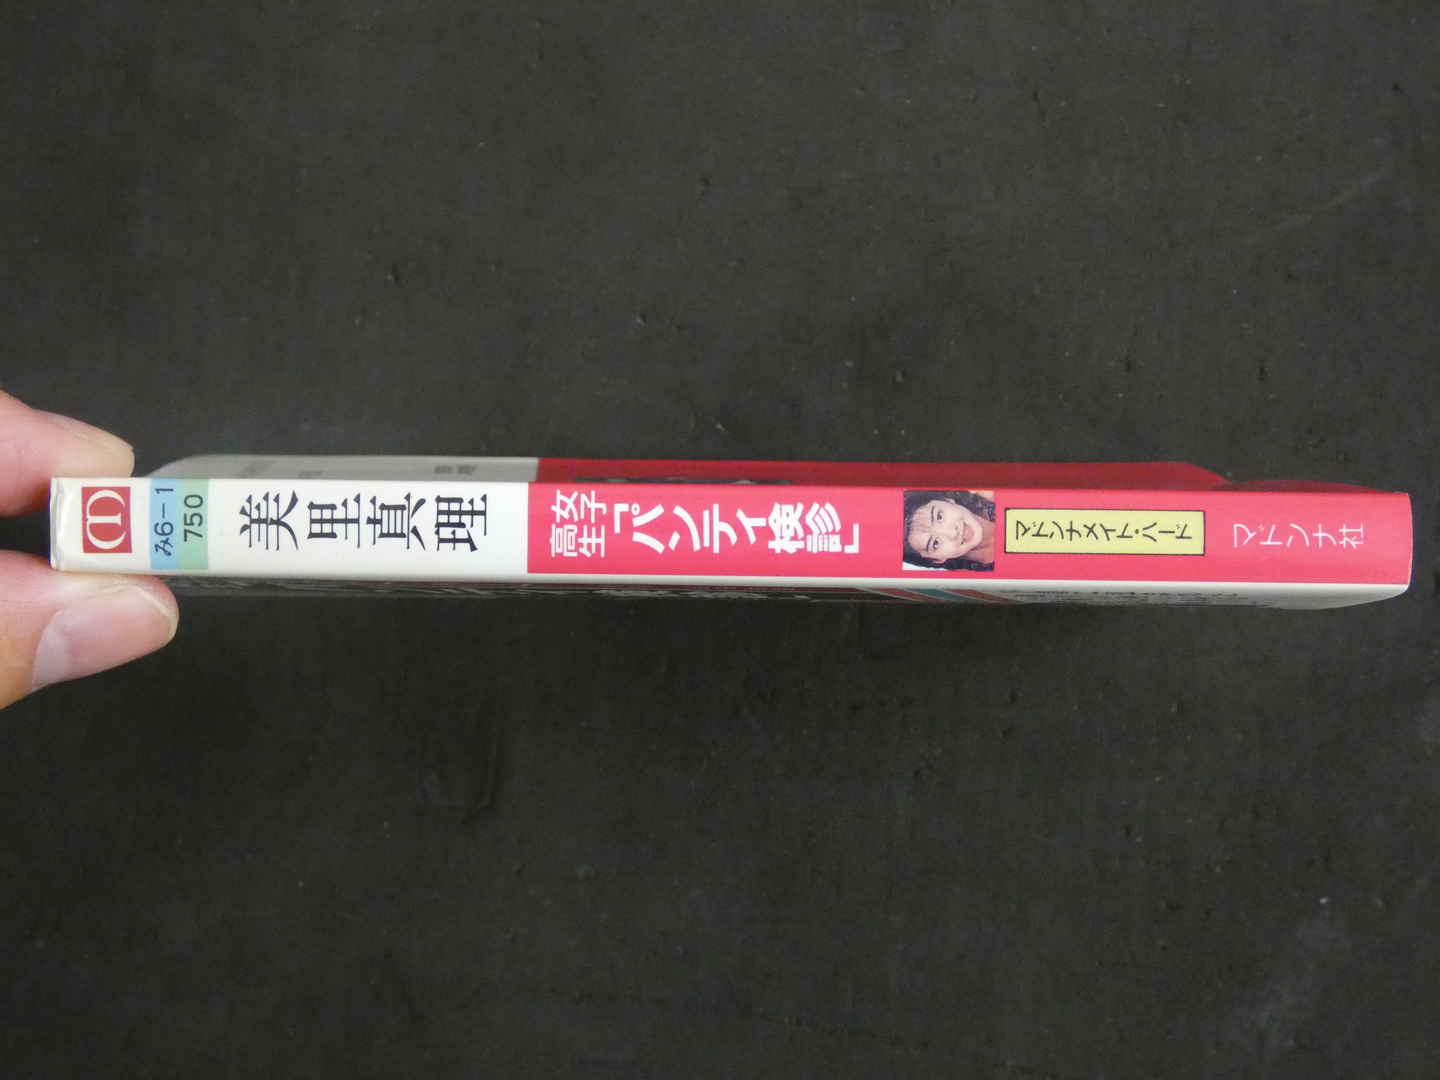 マドンナ社
マドンナメイト・ハード
女子
高生
「パンティ検診」
美里真理
み6−1
750